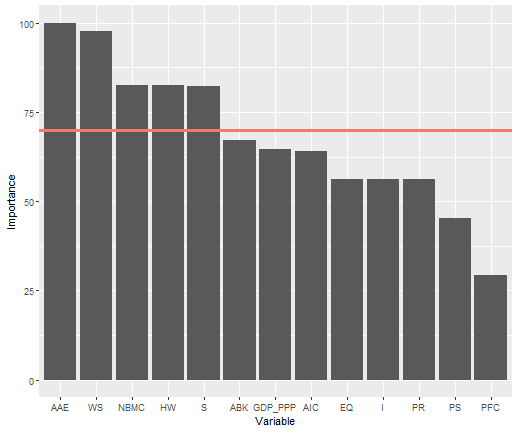 100
75
50
25
0
Importance
AAE WS NBMC HW S ABK GDP_PPP AIC EQ I PR PS PFC
Variable